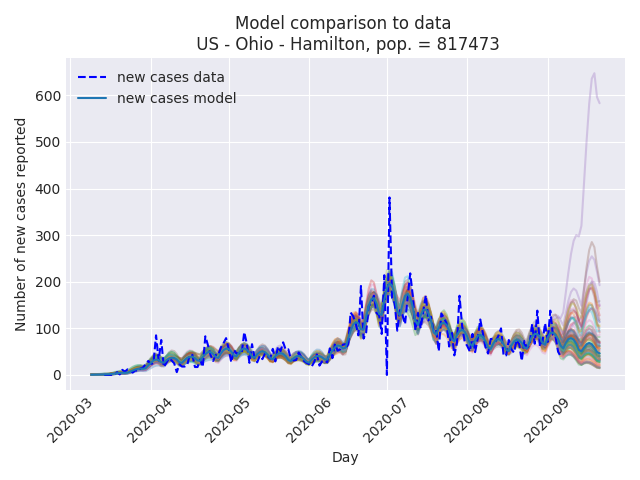 Model comparison to data
US - Ohio - Hamilton, pop. = 817473
new cases data
new cases model
Number of new cases reported
600
500
400
300
200
100
0
2020-03
2020-04
2020-05
2020-06
2020-07
2020-08
2020-09
Day